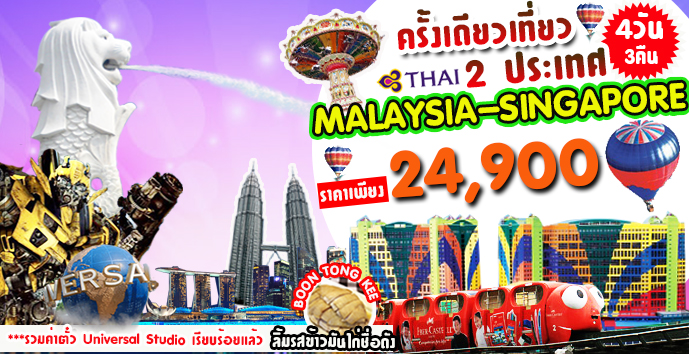 ครั้งเดียวเที่ยว
THAI 2 ประเทศ
4วัน
3คืน
MALAYSIA-SINGAPORE
ราคาเพียง 24,900
VERSAL
BOON TONG KEE
2
***รวมค่าตั๋ว Universal Studio เรียบร้อยแล้ว
ลิ้มรสข้าวมันไก่ชื่อดัง